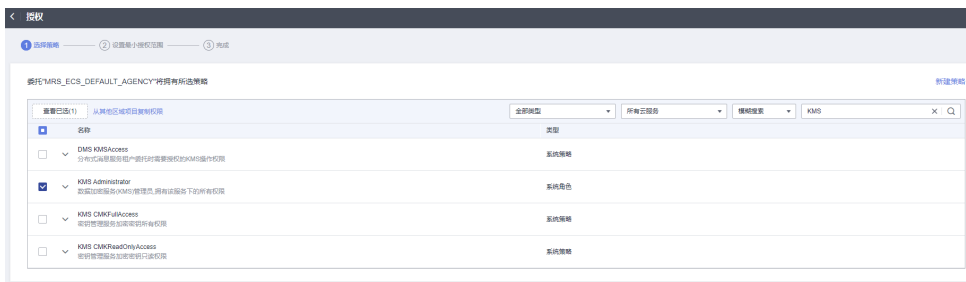 授权
1 选择策略 2 设置最小授权范围 3 完成
委托"MRS_ECS_DEFAULT_AGENCY"将拥有所选策略 新建策略
查看已选(1) 从其他区域项目复制权限 全部类型 所有云服务 模糊搜索 KMS
名称 类型
DMS KMSAccess
分布式消息服务租户委托时需要授权的KMS操作权限
系统策略
KMS Administrator
数据加密服务(KMS)管理员,拥有该服务下的所有权限
系统角色
KMS CMKFullAccess
密钥管理服务加密密钥所有权限
系统策略
KMS CMKReadOnlyAccess
密钥管理服务加密密钥只读权限
系统策略